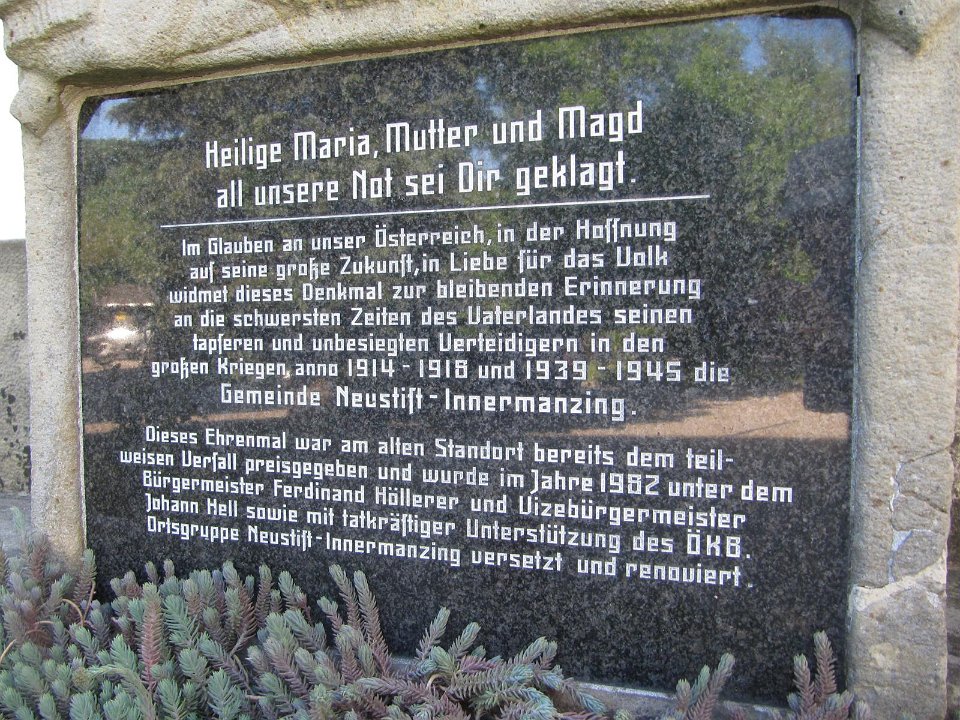 Heilige Maria, Mutter und Magd
all unsere Not sei Dir geklagt.
Im Glauben an unser Österreich, in der Hoffnung
auf seine große Zukunft, in Liebe für das Volk
widmet dieses Denkmal zur bleibenden Erinnerung
an die schwersten Zeiten des Vaterlandes seinen
tapferen und unbesiegten Verteidigern in den
großen Kriegen, anno 1914 - 1918 und 1939 - 1945 die
Gemeinde Neustift - Innermanzing.
Dieses Ehrenmal war am alten Standort bereits dem teil-
weisen Verfall preisgegeben und wurde im Jahre 1982 unter dem
Bürgermeister Ferdinand Höllerer und Vizebürgermeister
Johann Hell sowie mit tatkräftiger Unterstützung des ÖKB.
Ortsgruppe Neustift-Innermanzing versetzt und renoviert.